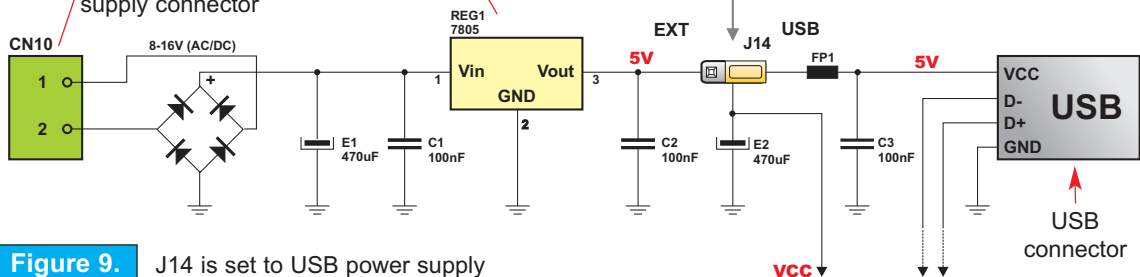 supply connector
CN10
8-16V (AC/DC)
1
2
+
REG1
7805
Vin
Vout
GND
1
3
2
E1
470uF
C1
100nF
5V
EXT
J14
USB
C2
100nF
E2
470uF
FP1
C3
100nF
5V
VCC
D-
D+
GND
USB
USB
connector
VCC
Figure 9.
J14 is set to USB power supply